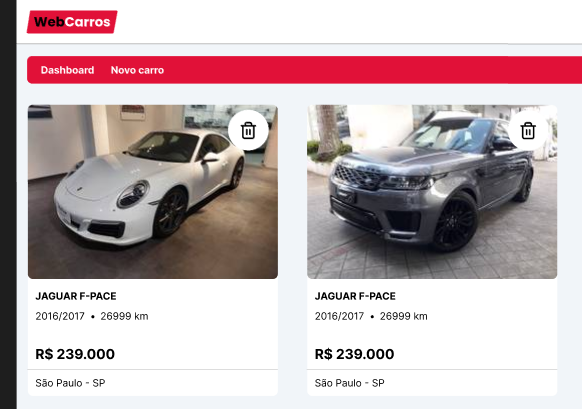 WebCarros
Dashboard Novo carro
JAGUAR F-PACE
2016/2017 • 26999 km
R$ 239.000
São Paulo - SP
JAGUAR F-PACE
2016/2017 • 26999 km
R$ 239.000
São Paulo - SP